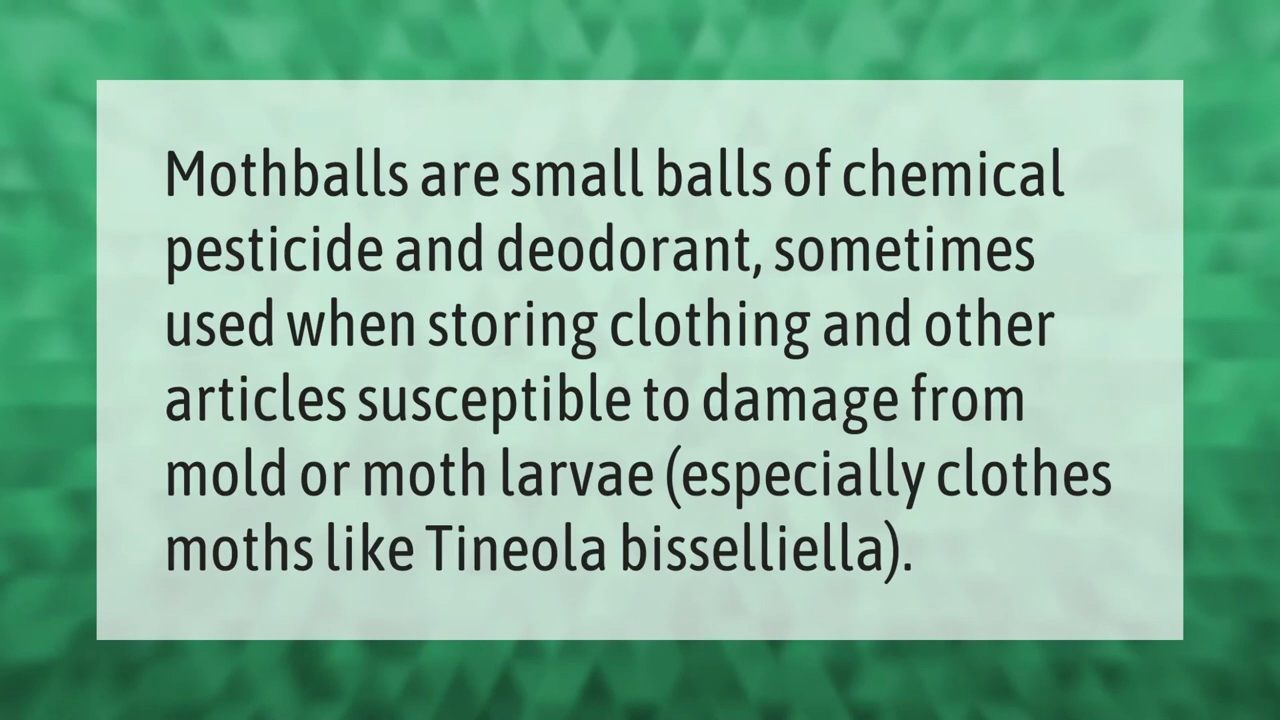 Mothballs are small balls of chemical
pesticide and deodorant, sometimes
used when storing clothing and other
articles susceptible to damage from
mold or moth larvae (especially clothes
moths like Tineola bisselliella).